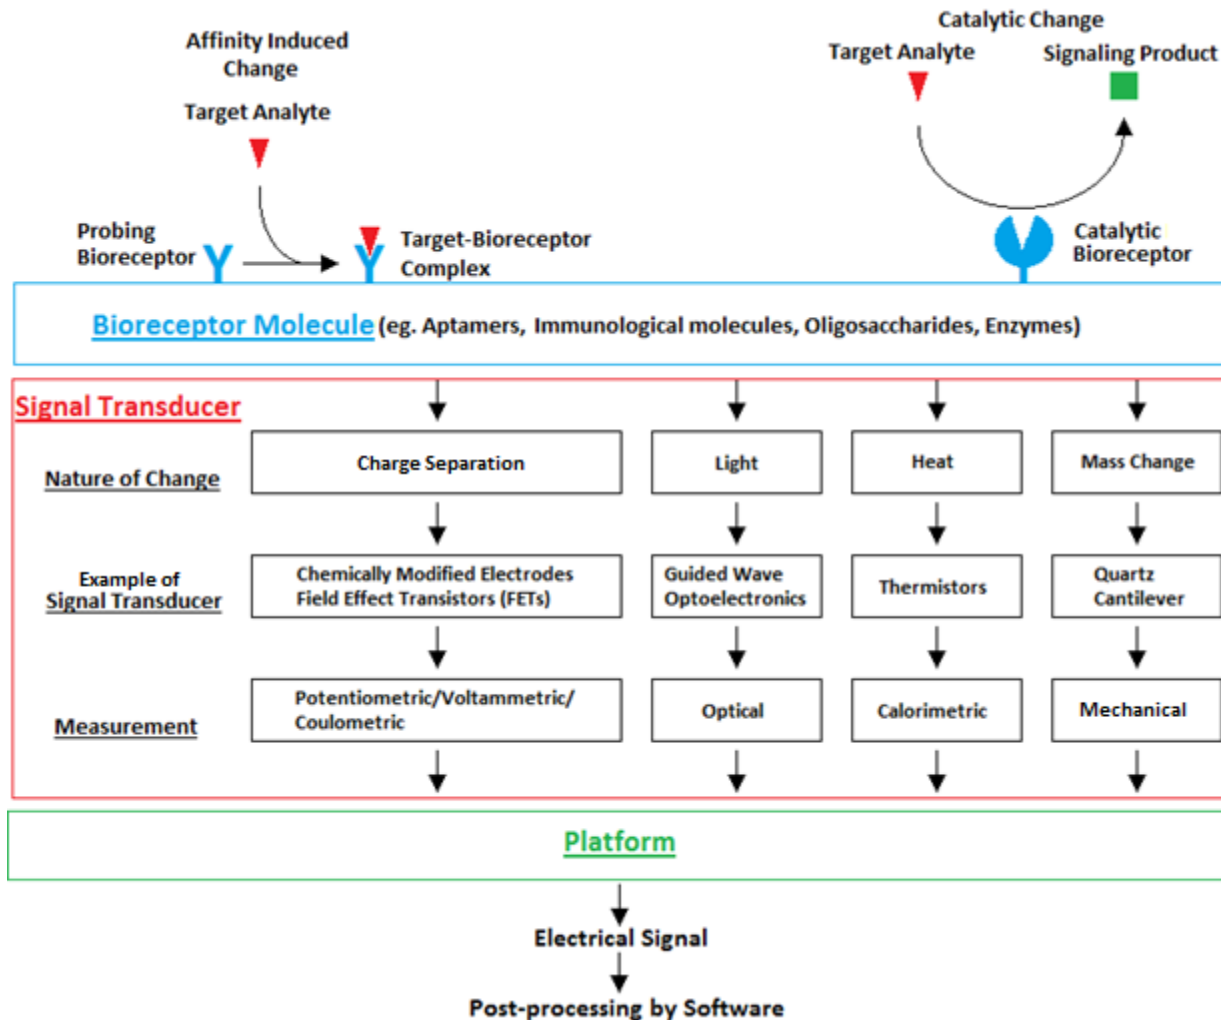 Affinity Induced
Change
Target Analyte
Catalytic Change
Target Analyte
Signaling Product
Probing
Bioreceptor
Target-Bioreceptor
Complex
Catalytic
Bioreceptor
Bioreceptor Molecule (eg. Aptamers, Immunological molecules, Oligosaccharides, Enzymes)
Signal Transducer
Nature of Change
Charge Separation
Light
Heat
Mass Change
Example of
Signal Transducer
Chemically Modified Electrodes
Field Effect Transistors (FETs)
Guided Wave
Optoelectronics
Thermistors
Quartz
Cantilever
Measurement
Potentiometric/Voltammetric/
Coulometric
Optical
Calorimetric
Mechanical
Platform
Electrical Signal
Post-processing by Software